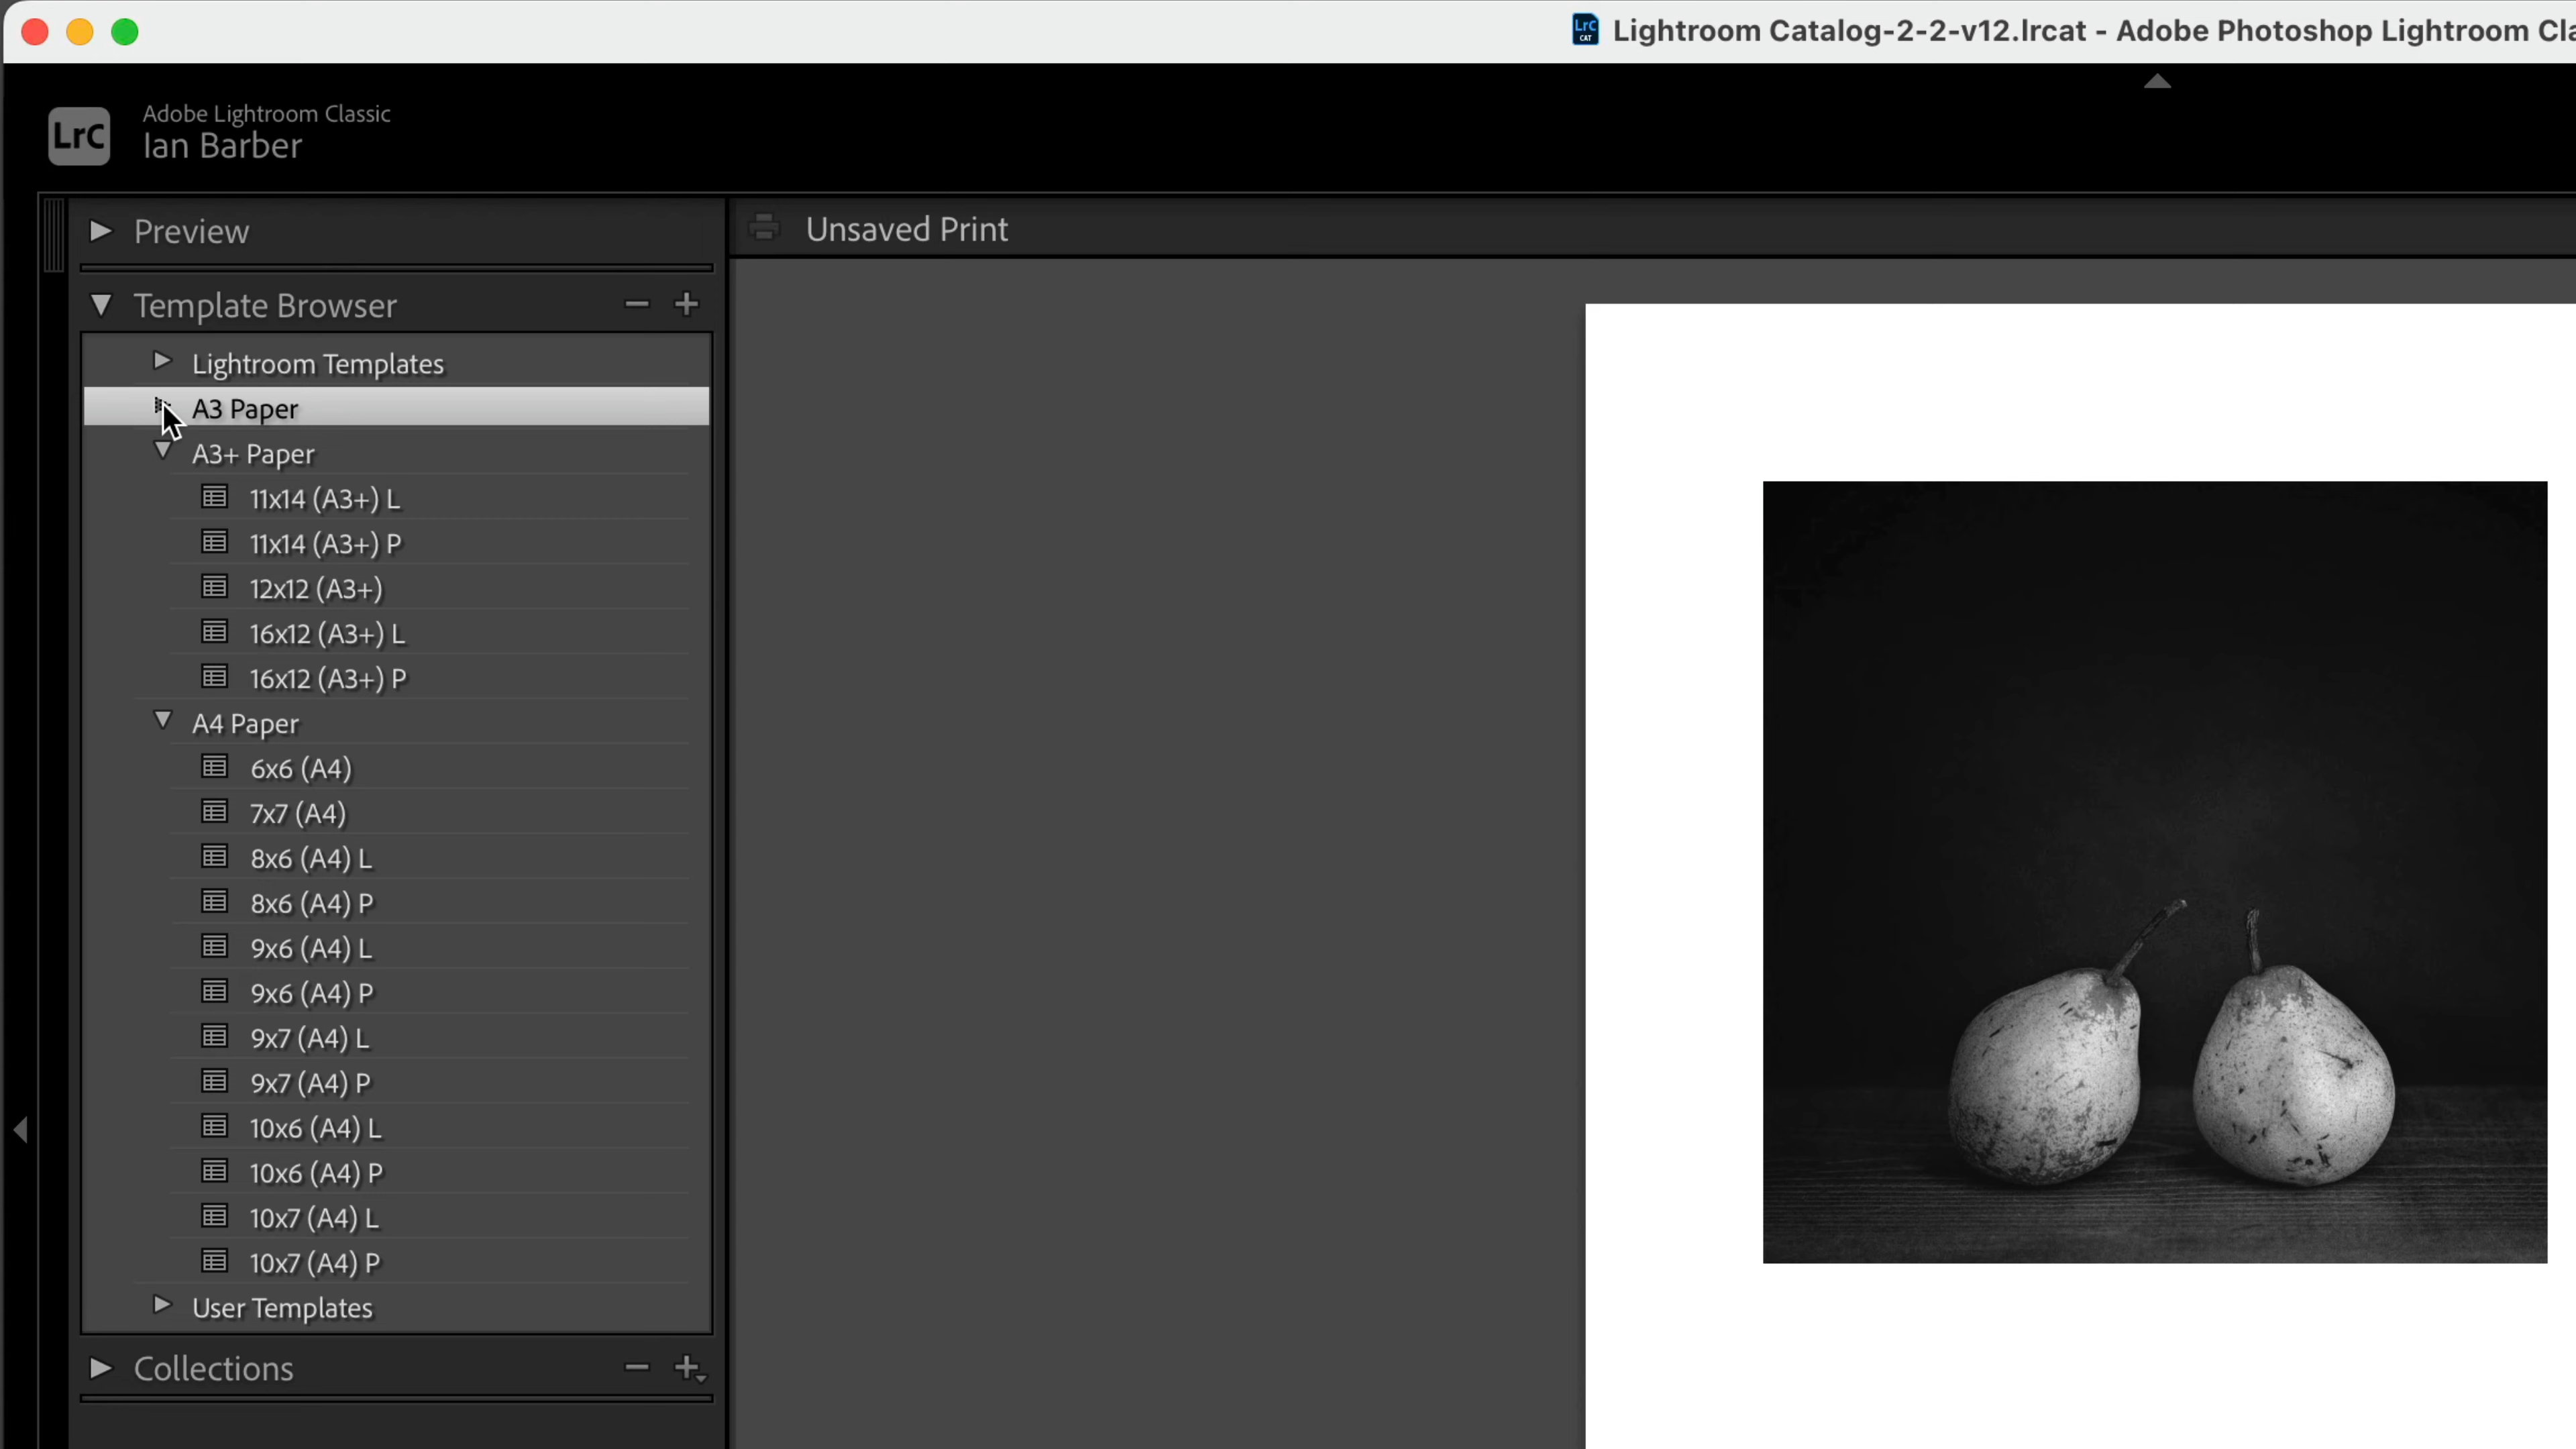 LrC CAT Lightroom Catalog-2-2-v12.lrcat - Adobe Photoshop Lightroom Cla
LrC
Adobe Lightroom Classic
Ian Barber
Preview
Unsaved Print
Template Browser
Lightroom Templates
A3 Paper
A3+ Paper
11x14 (A3+) L
11x14 (A3+) P
12x12 (A3+)
16x12 (A3+) L
16x12 (A3+) P
A4 Paper
6x6 (A4)
7x7 (A4)
8x6 (A4) L
8x6 (A4) P
9x6 (A4) L
9x6 (A4) P
9x7 (A4) L
9x7 (A4) P
10x6 (A4) L
10x6 (A4) P
10x7 (A4) L
10x7 (A4) P
User Templates
Collections